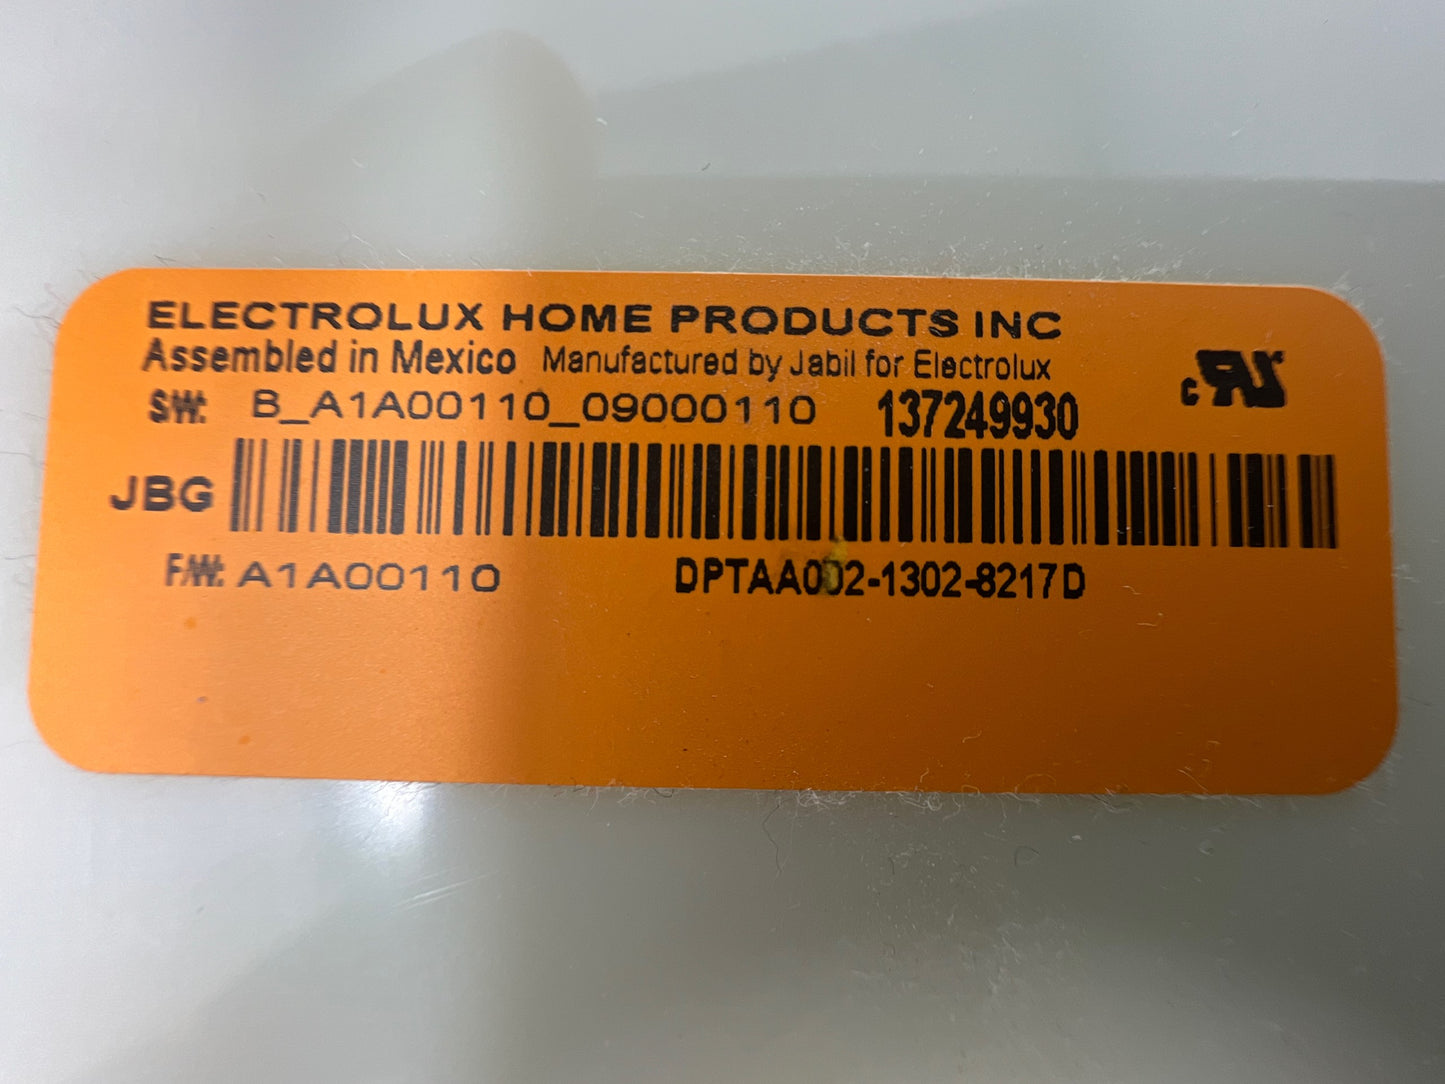 ELECTROLUX HOME PRODUCTS INC
Assembled in Mexico Manufactured by Jabil for Electrolux
S/W: B_A1A00110_09000110 137249930
c RU
JBG
F/W: A1A00110 DPTAA002-1302-8217D